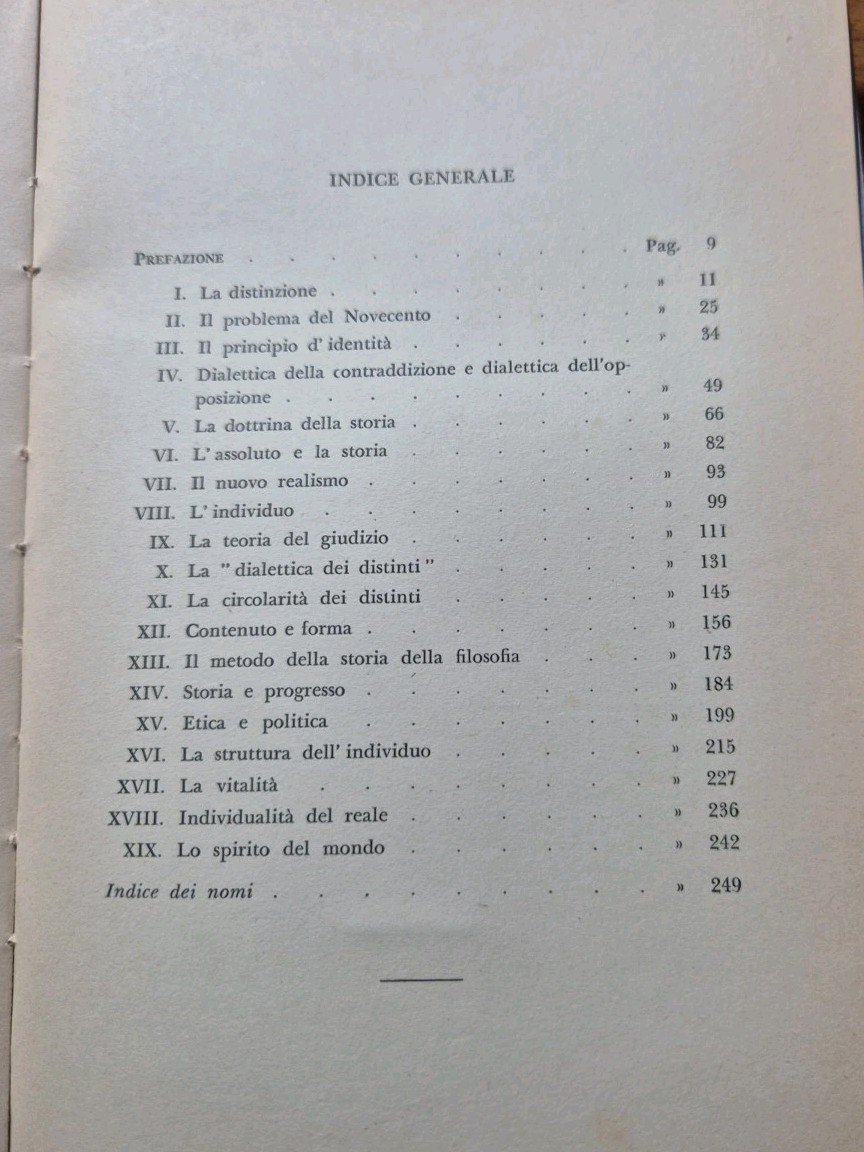 INDICE GENERALE
PREFAZIONE . . . . . . . . . . Pag. 9
I. La distinzione . . . . . . . . » 11
II. Il problema del Novecento . . . . . » 25
III. Il principio d' identità . . . . . . » 34
IV. Dialettica della contraddizione e dialettica dell'op-
posizione . . . . . . . . . » 49
V. La dottrina della storia . . . . . . » 66
VI. L' assoluto e la storia . . . . . . » 82
VII. Il nuovo realismo . . . . . . . » 93
VIII. L' individuo . . . . . . . . » 99
IX. La teoria del giudizio . . . . . . » 111
X. La " dialettica dei distinti " . . . . . » 131
XI. La circolarità dei distinti . . . . . » 145
XII. Contenuto e forma . . . . . . . » 156
XIII. Il metodo della storia della filosofia . . . » 173
XIV. Storia e progresso . . . . . . . » 184
XV. Etica e politica . . . . . . . » 199
XVI. La struttura dell' individuo . . . . . » 215
XVII. La vitalità . . . . . . . . » 227
XVIII. Individualità del reale . . . . . . » 236
XIX. Lo spirito del mondo . . . . . . » 242
Indice dei nomi . . . . . . . . . » 249